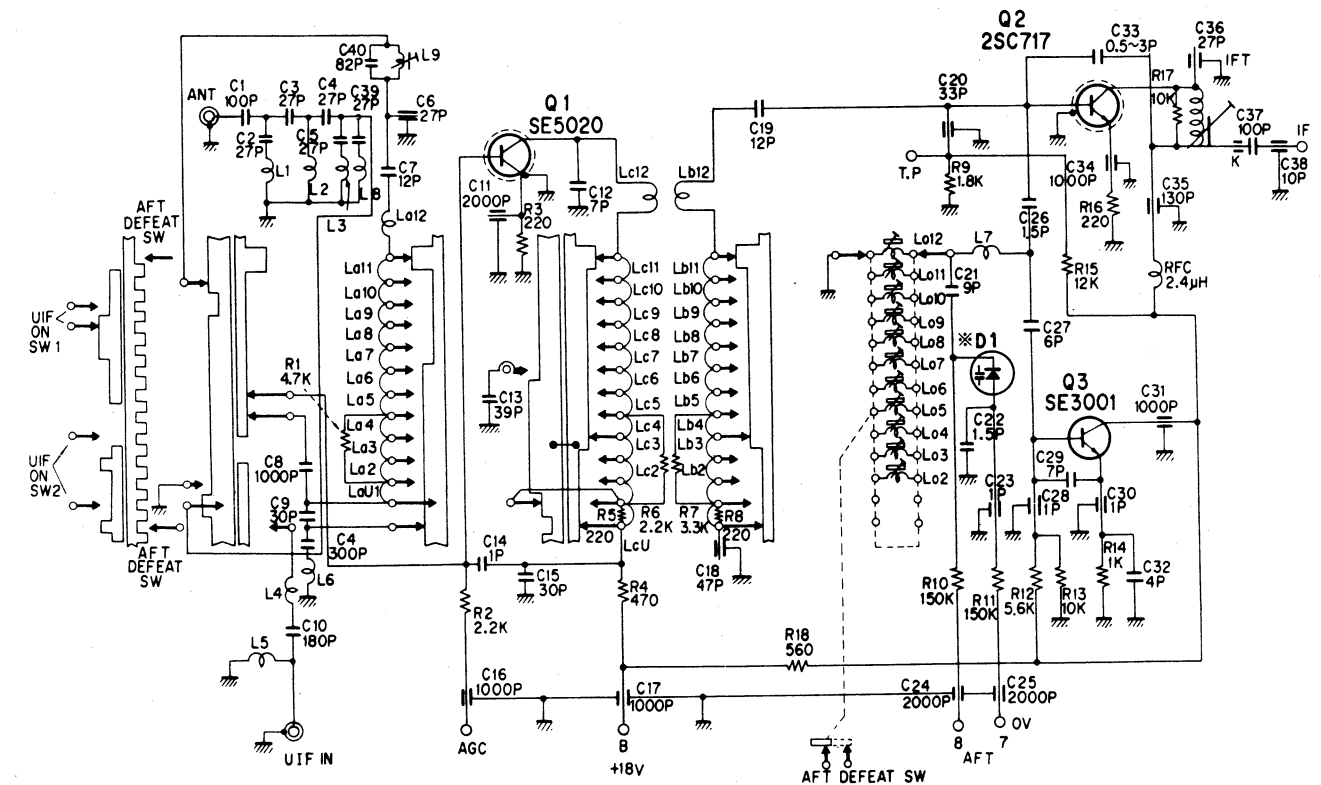 Q2
2SC717
C33
0.5~3P
C36
27P
IFT
C40
82P
L9
R17
10K
ANT
C1
100P
C3
27P
C4
27P
C39
27P
C6
27P
C20
33P
Q1
SE5020
C37
100P
IF
C2
27P
C5
27P
C19
12P
K
C38
10P
L1
C7
12P
Lc12
Lb12
T.P
R9
1.8K
C34
1000P
L2
L8
C11
2000P
C12
7P
C35
130P
R16
220
AFT
DEFEAT
SW
L3
La12
R3
220
C26
1.5P
Lo12
L7
La11
Lc11
Lb11
Lo11
C21
9P
R15
12K
RFC
2.4μH
La10
Lc10
Lb10
Lo10
UIF
ON
SW1
La9
Lc9
Lb9
Lo9
C27
6P
La8
Lc8
Lb8
Lo8
※D1
R1
4.7K
La7
Lc7
Lb7
Lo7
La6
Lc6
Lb6
Lo6
Q3
SE3001
C31
1000P
C13
39P
La5
Lc5
Lb5
Lo5
La4
Lc4
Lb4
Lo4
C22
1.5P
La3
Lc3
Lb3
Lo3
UIF
ON
SW2
C8
1000P
La2
Lc2
Lb2
Lo2
C29
7P
LaU1
C23
1P
C28
1P
C30
1P
C9
30P
R5
220
R6
2.2K
R7
3.3K
R8
220
C4
300P
LcU
AFT
DEFEAT
SW
C14
1P
C18
47P
R14
1K
C32
4P
L4
L6
C15
30P
R4
470
R10
150K
R11
150K
R12
5.6K
R13
10K
R2
2.2K
C10
180P
L5
R18
560
C16
1000P
C17
1000P
C24
2000P
C25
2000P
0V
UIF IN
AGC
B
+18V
8
7
AFT
AFT DEFEAT SW